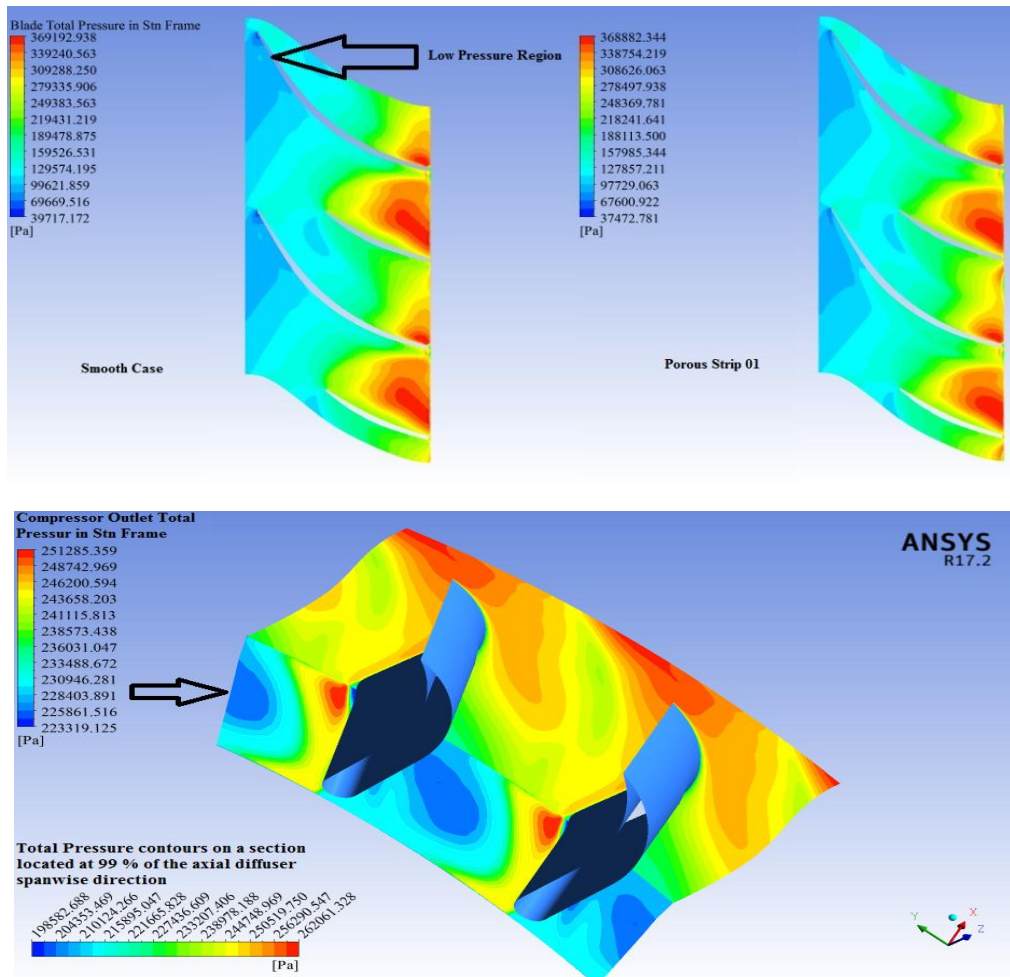 Blade Total Pressure in Stn Frame
369192.938
339240.563
309288.250
279335.906
249383.563
219431.219
189478.875
159526.531
129574.195
99621.859
69669.516
39717.172
[Pa]
Low Pressure Region
Smooth Case
368882.344
338754.219
308626.063
278497.938
248369.781
218241.641
188113.500
157985.344
127857.211
97729.063
67600.922
37472.781
[Pa]
Porous Strip 01
Compressor Outlet Total
Pressur in Stn Frame
251285.359
248742.969
246200.594
243658.203
241115.813
238573.438
236031.047
233488.672
230946.281
228403.891
225861.516
223319.125
[Pa]
ANSYS
R17.2
Total Pressure contours on a section
located at 99 % of the axial diffuser
spanwise direction
198582.688
204353.469
210124.266
215895.047
221665.828
227436.609
233207.406
238978.188
244748.969
250519.750
256290.547
262061.328
[Pa]
Y
X
Z